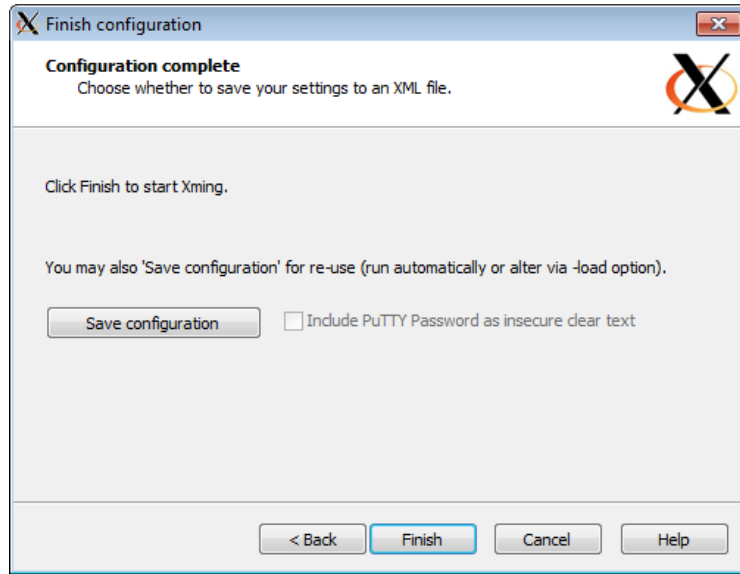 Finish configuration
Configuration complete
Choose whether to save your settings to an XML file.
Click Finish to start Xming.
You may also 'Save configuration' for re-use (run automatically or alter via -load option).
Save configuration
Include PuTTY Password as insecure clear text
< Back
Finish
Cancel
Help